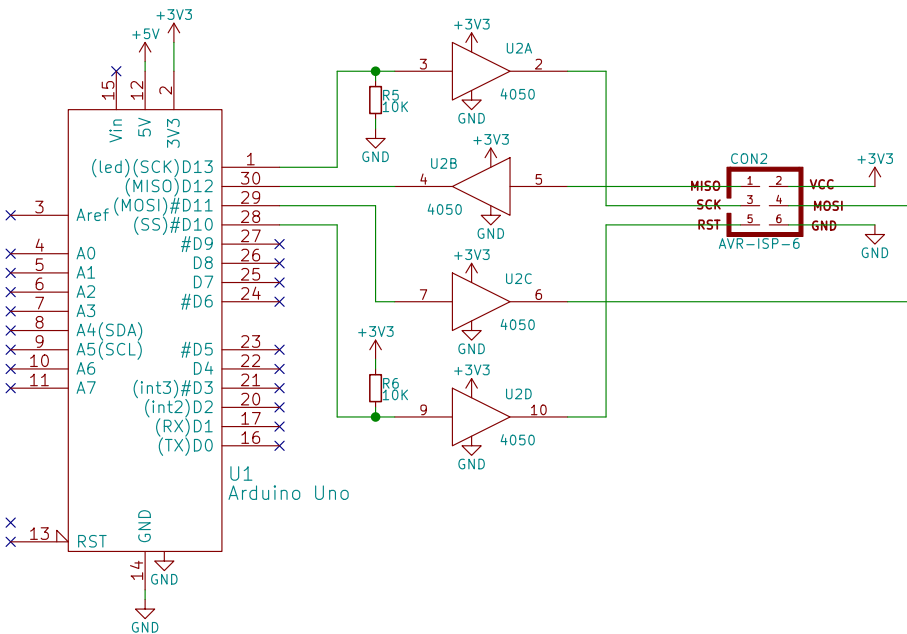 +3V3
+5V
15
12
2
Vin
5V
3V3
(led)(SCK)D13 1
(MISO)D12 30
(MOSI)#D11 29
(SS)#D10 28
#D9 27
D8 26
D7 25
#D6 24
#D5 23
D4 22
(int3)#D3 21
(int2)D2 20
(RX)D1 17
(TX)D0 16
3 Aref
4 A0
5 A1
6 A2
7 A3
8 A4(SDA)
9 A5(SCL)
10 A6
11 A7
13 RST
GND
14
GND
GND
U1
Arduino Uno
R5
10K
GND
+3V3
U2A
3 2
4050
GND
+3V3
U2B
4 5
4050
GND
+3V3
U2C
7 6
4050
GND
+3V3
R6
10K
+3V3
U2D
9 10
4050
GND
CON2
MISO 1 2 VCC
SCK 3 4 MOSI
RST 5 6 GND
AVR-ISP-6
+3V3
GND